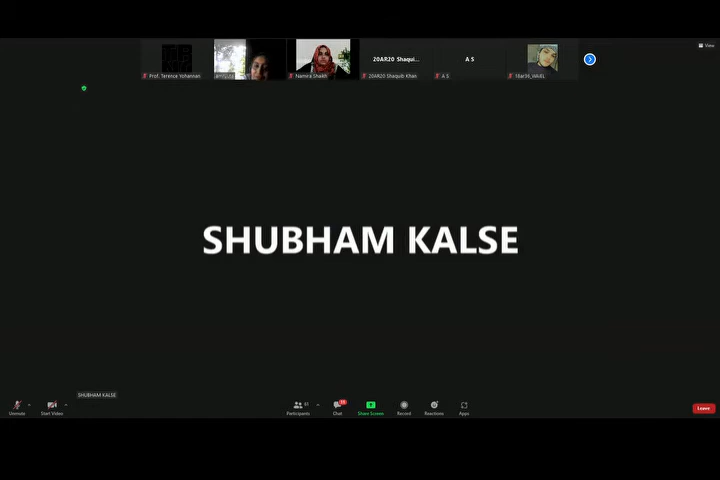 View
20AR20 Shaqui...
A S
Prof. Terence Yohannan
Namira Shaikh
20AR20 Shaquib Khan
A S
18ar36_WAIEL
SHUBHAM KALSE
SHUBHAM KALSE
Unmute
Start Video
Participants
Chat
Share Screen
Record
Reactions
Apps
Leave